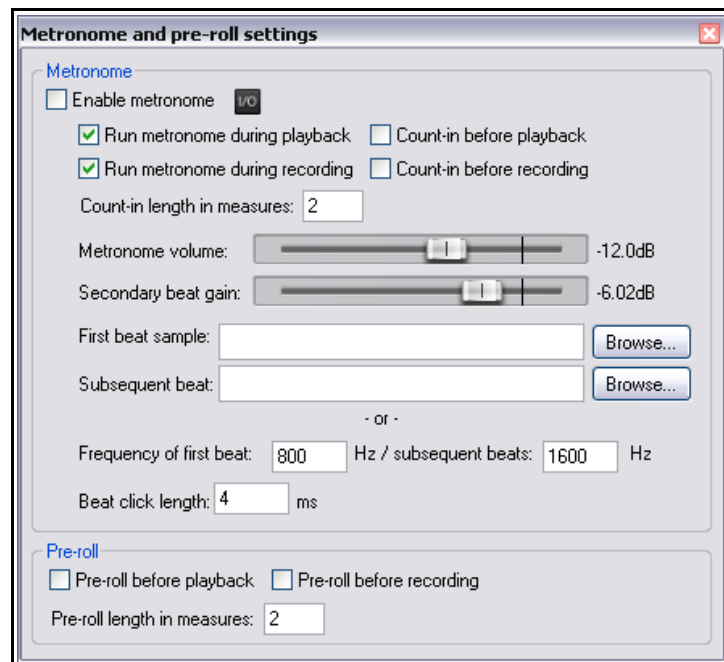 Metronome and pre-roll settings
Metronome
Enable metronome I/O
Run metronome during playback Count-in before playback
Run metronome during recording Count-in before recording
Count-in length in measures: 2
Metronome volume: -12.0dB
Secondary beat gain: -6.02dB
First beat sample: Browse...
Subsequent beat: Browse...
- or -
Frequency of first beat: 800 Hz / subsequent beats: 1600 Hz
Beat click length: 4 ms
Pre-roll
Pre-roll before playback Pre-roll before recording
Pre-roll length in measures: 2